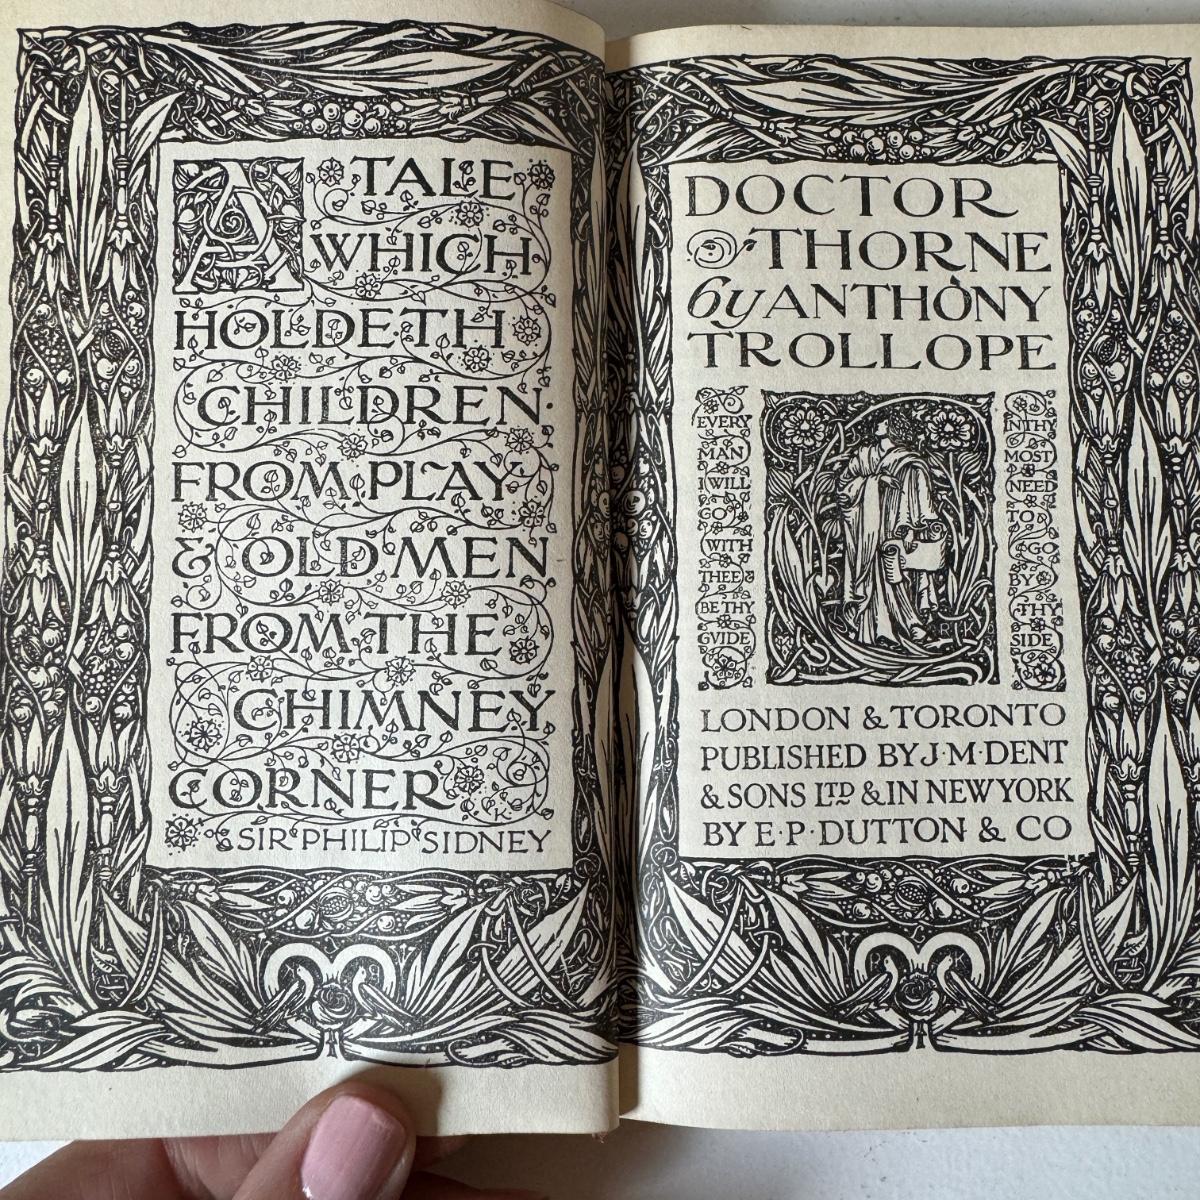 A TALE
WHICH
HOLDETH
CHILDREN
FROM PLAY
& OLD MEN
FROM THE
CHIMNEY
CORNER
SIR PHILIP SIDNEY
DOCTOR
THORNE
by ANTHONY
TROLLOPE
EVERY
MAN
I WILL
GO
WITH
THEE
BE THY
GVIDE
IN THY
MOST
NEED
TO
GO
BY
THY
SIDE
LONDON & TORONTO
PUBLISHED BY J·M·DENT
& SONS LTD & IN NEW YORK
BY E·P·DUTTON & CO